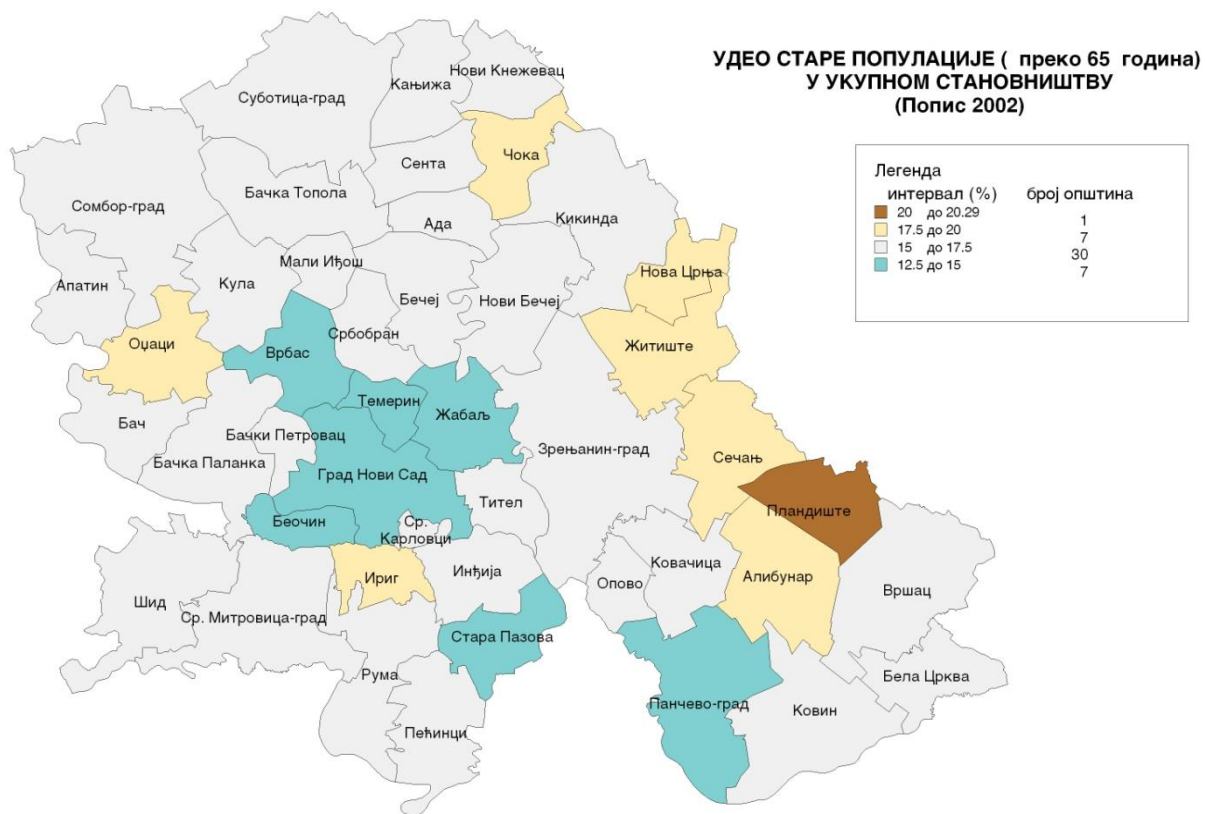 УДЕО СТАРЕ ПОПУЛАЦИЈЕ ( преко 65 година)
У УКУПНОМ СТАНОВНИШТВУ
(Попис 2002)
Легенда
интервал (%) број општина
20 до 20.29 1
17.5 до 20 7
15 до 17.5 30
12.5 до 15 7
Суботица-град
Кањижа
Нови Кнежевац
Чока
Сента
Бачка Топола
Сомбор-град
Ада
Кикинда
Мали Иђош
Нова Црња
Апатин
Кула
Бечеј
Нови Бечеј
Србобран
Оџаци
Врбас
Житиште
Темерин
Жабаљ
Бач
Бачки Петровац
Бачка Паланка
Зрењанин-град
Сечањ
Град Нови Сад
Тител
Пландиште
Беочин
Ср.
Карловци
Ириг
Инђија
Опово
Ковачица
Алибунар
Вршац
Шид
Ср. Митровица-град
Стара Пазова
Рума
Бела Црква
Панчево-град
Ковин
Пећинци